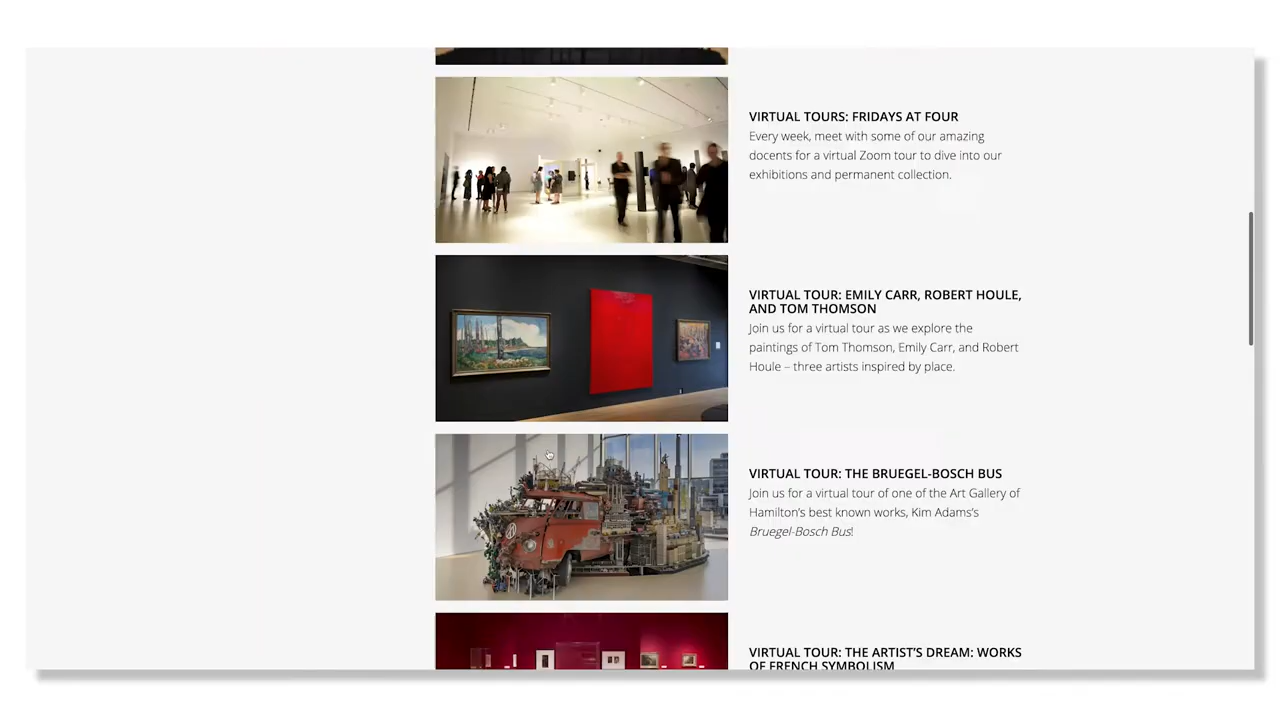 VIRTUAL TOURS: FRIDAYS AT FOUR
Every week, meet with some of our amazing
docents for a virtual Zoom tour to dive into our
exhibitions and permanent collection.
VIRTUAL TOUR: EMILY CARR, ROBERT HOULE,
AND TOM THOMSON
Join us for a virtual tour as we explore the
paintings of Tom Thomson, Emily Carr, and Robert
Houle – three artists inspired by place.
VIRTUAL TOUR: THE BRUEGEL-BOSCH BUS
Join us for a virtual tour of one of the Art Gallery of
Hamilton’s best known works, Kim Adams’s
Bruegel-Bosch Bus!
VIRTUAL TOUR: THE ARTIST’S DREAM: WORKS
OF FRENCH SYMBOLISM